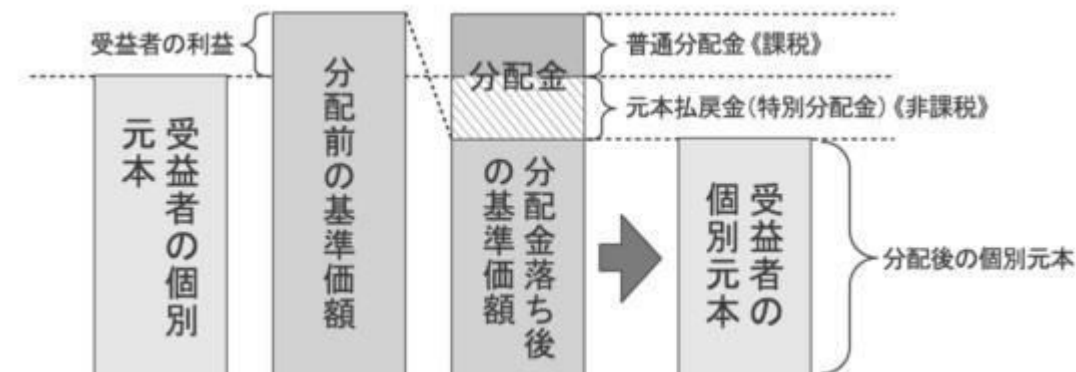 受益者の利益
受益者の個別
元本
分配前の基準価額
分配金
分配金落ち後
の基準価額
普通分配金《課税》
元本払戻金(特別分配金)《非課税》
受益者の
個別元本
分配後の個別元本